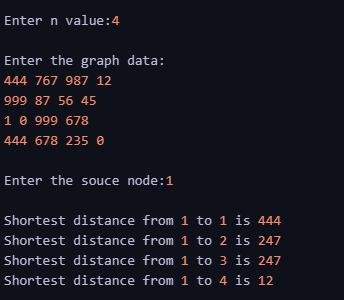 Enter n value:4
Enter the graph data:
444 767 987 12
999 87 56 45
1 0 999 678
444 678 235 0
Enter the souce node:1
Shortest distance from 1 to 1 is 444
Shortest distance from 1 to 2 is 247
Shortest distance from 1 to 3 is 247
Shortest distance from 1 to 4 is 12